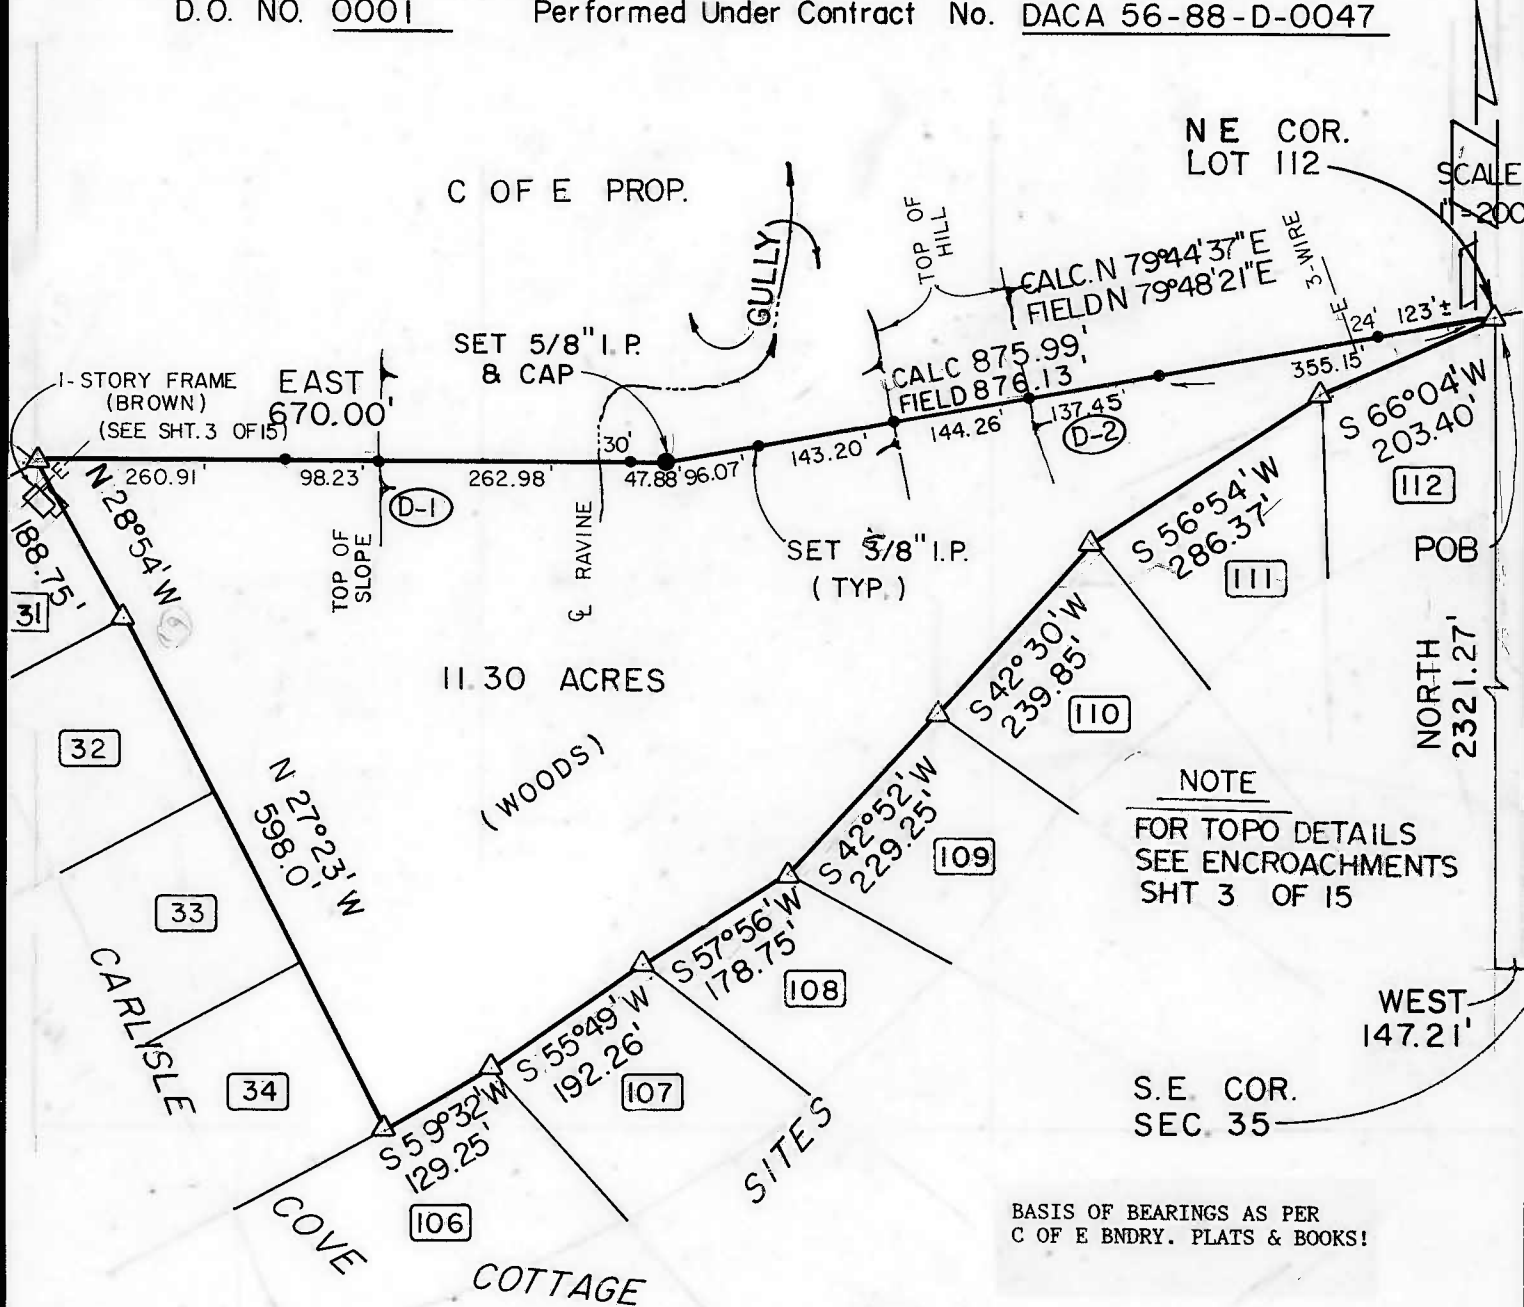 D.O. NO. 0001 Performed Under Contract No. DACA 56-88-D-0047
NE COR.
LOT 112
SCALE
1"=200
C OF E PROP.
GULLY
TOP OF
HILL
3-WIRE
CALC. N 79°44'37"E
FIELD N 79°48'21"E
24'
123'±
SET 5/8" I.P.
& CAP
CALC 875.99'
FIELD 876.13'
355.15'
1-STORY FRAME
(BROWN)
(SEE SHT. 3 OF 15)
EAST
670.00'
137.45'
D-2
144.26'
143.20'
30'
260.91'
98.23'
262.98'
47.88'
96.07'
D-1
S 66°04'W
203.40'
112
N 28°54'W
188.75'
31
TOP OF
SLOPE
℄ RAVINE
SET 5/8" I.P.
(TYP.)
S 56°54'W
286.37'
111
POB
NORTH
2321.27'
11.30 ACRES
S 42°30'W
239.85'
110
32
(WOODS)
N 27°23'W
598.0'
NOTE
FOR TOPO DETAILS
SEE ENCROACHMENTS
SHT 3 OF 15
S 42°52'W
229.25'
109
33
S 57°56'W
178.75'
108
CARLYSLE
WEST
147.21'
S 55°49'W
192.26'
107
34
S.E. COR.
SEC. 35
S 59°32'W
129.25'
106
SITES
COVE
COTTAGE
BASIS OF BEARINGS AS PER
C OF E BNDRY. PLATS & BOOKS!